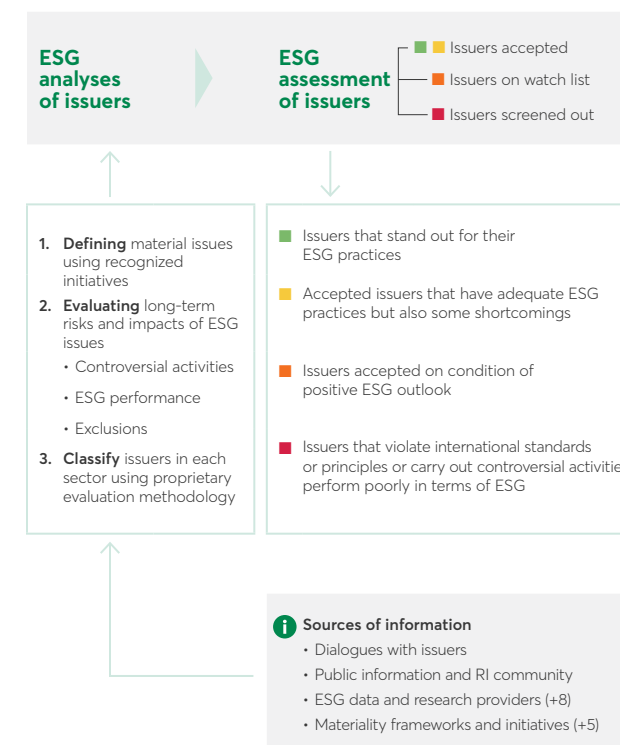 ESG
analyses
of issuers
ESG
assessment
of issuers
Issuers accepted
Issuers on watch list
Issuers screened out
1. Defining material issues
using recognized
initiatives
2. Evaluating long-term
risks and impacts of ESG
issues
• Controversial activities
• ESG performance
• Exclusions
3. Classify issuers in each
sector using proprietary
evaluation methodology
Issuers that stand out for their
ESG practices
Accepted issuers that have adequate ESG
practices but also some shortcomings
Issuers accepted on condition of
positive ESG outlook
Issuers that violate international standards
or principles or carry out controversial activitie
perform poorly in terms of ESG
i Sources of information
• Dialogues with issuers
• Public information and RI community
• ESG data and research providers (+8)
• Materiality frameworks and initiatives (+5)